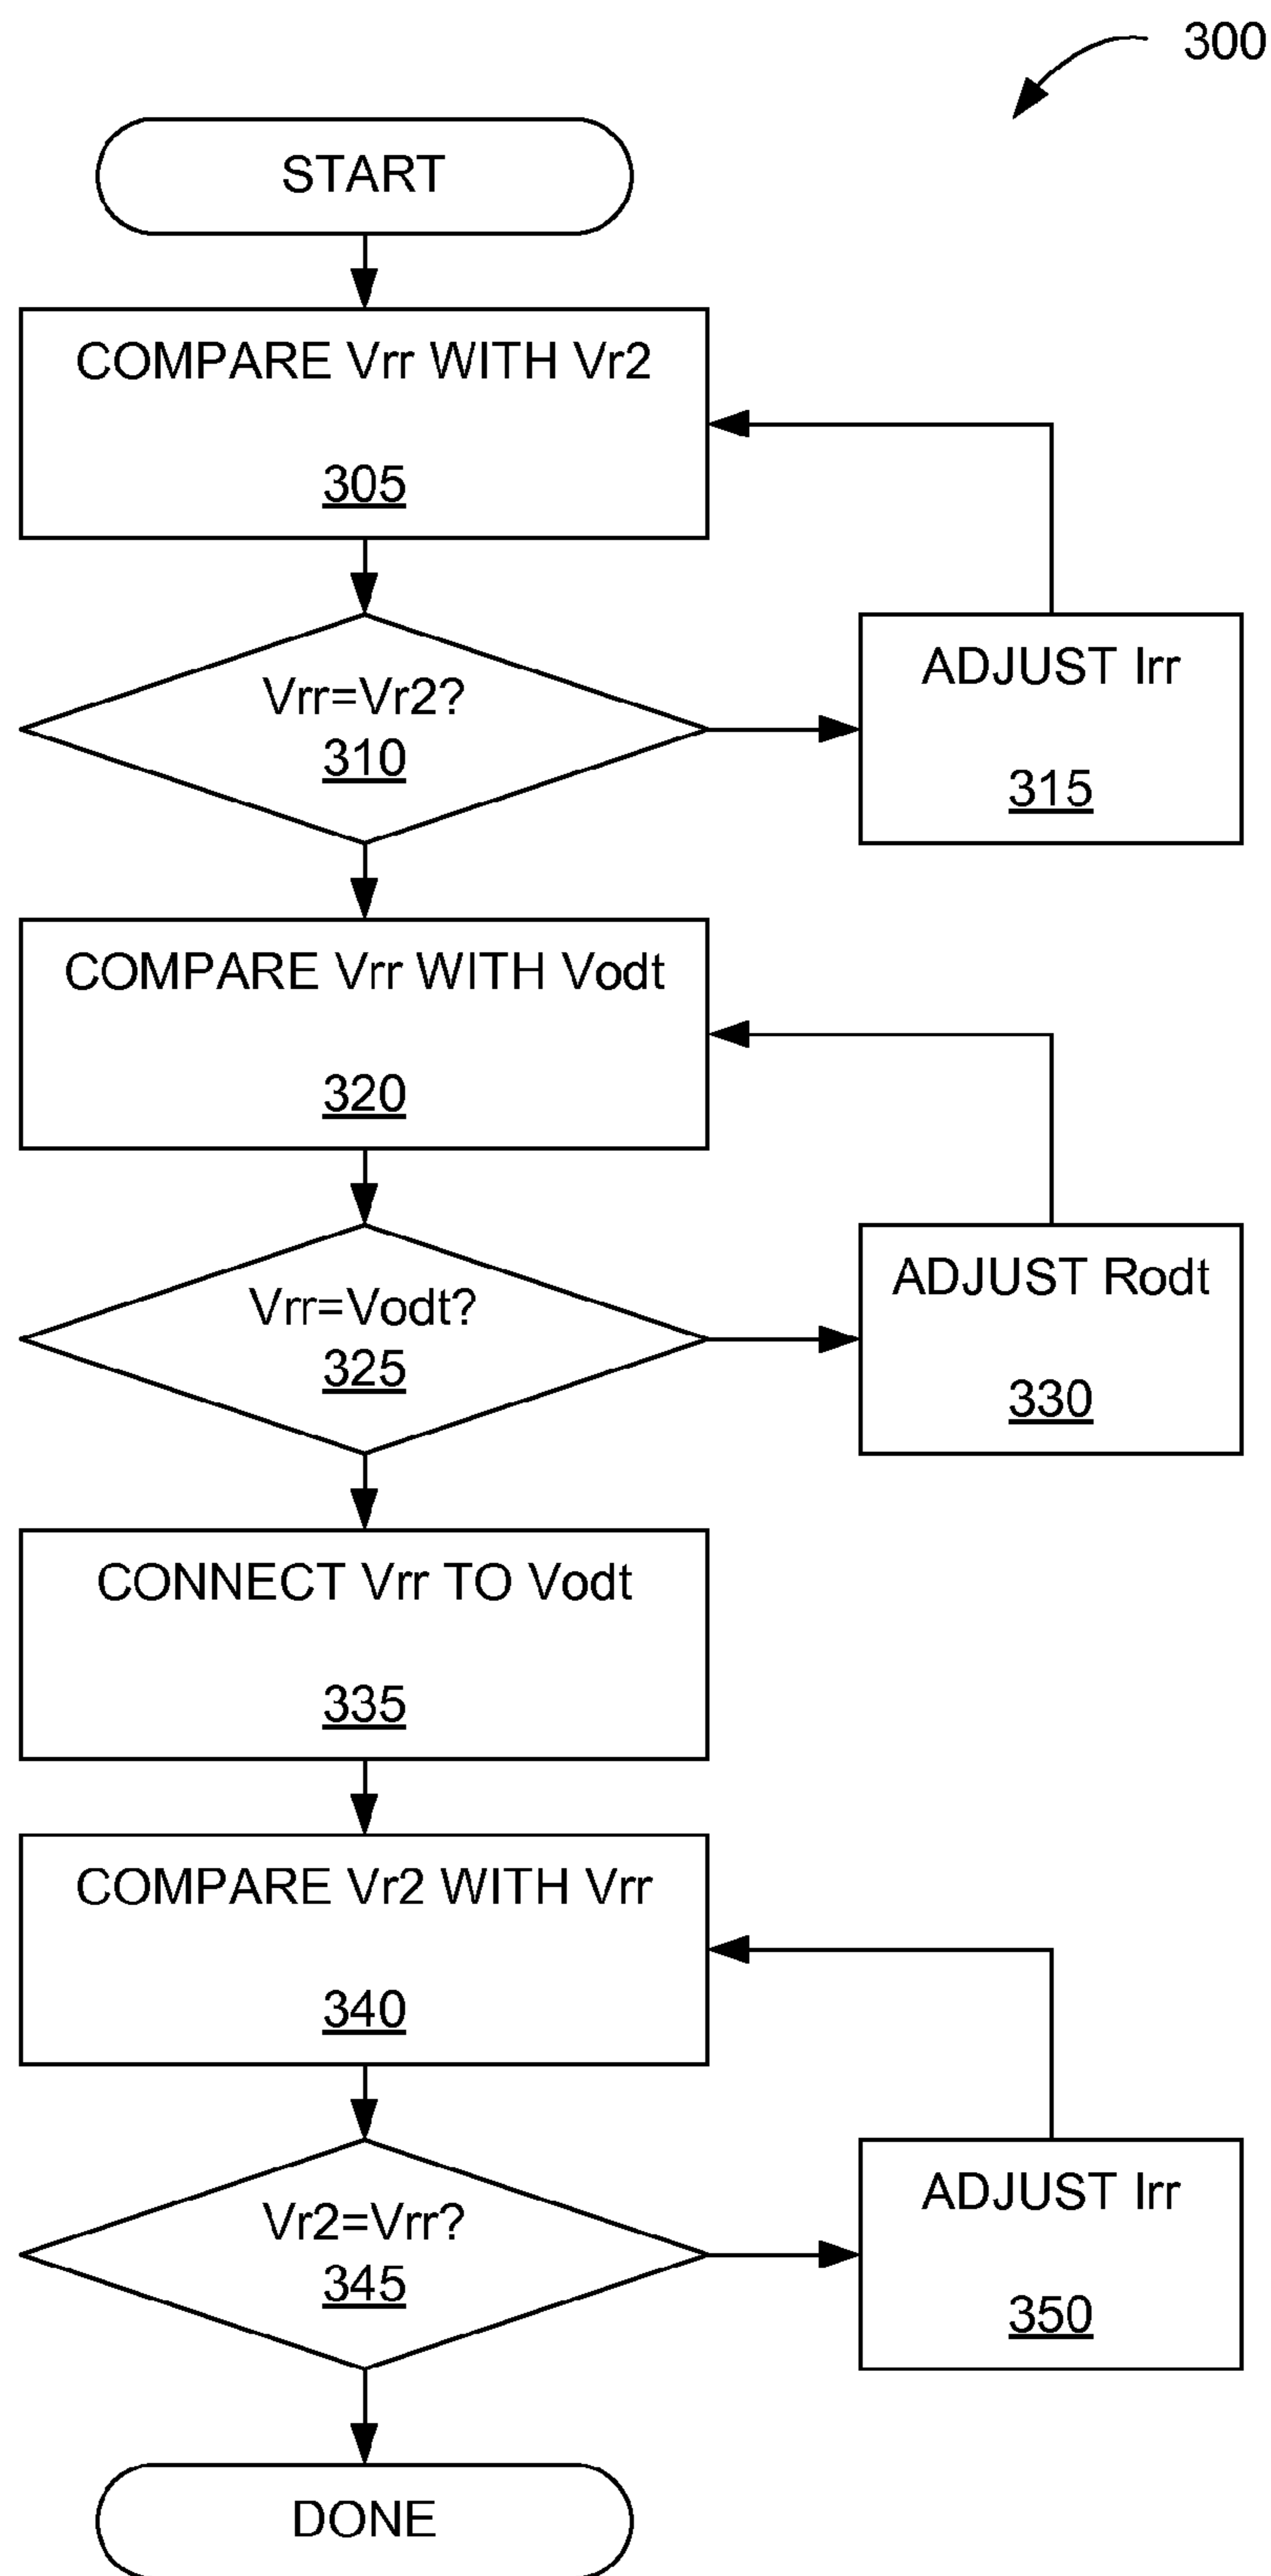 300
START
COMPARE Vrr WITH Vr2
305
Vrr=Vr2?
310
ADJUST Irr
315
COMPARE Vrr WITH Vodt
320
Vrr=Vodt?
325
ADJUST Rodt
330
CONNECT Vrr TO Vodt
335
COMPARE Vr2 WITH Vrr
340
Vr2=Vrr?
345
ADJUST Irr
350
DONE